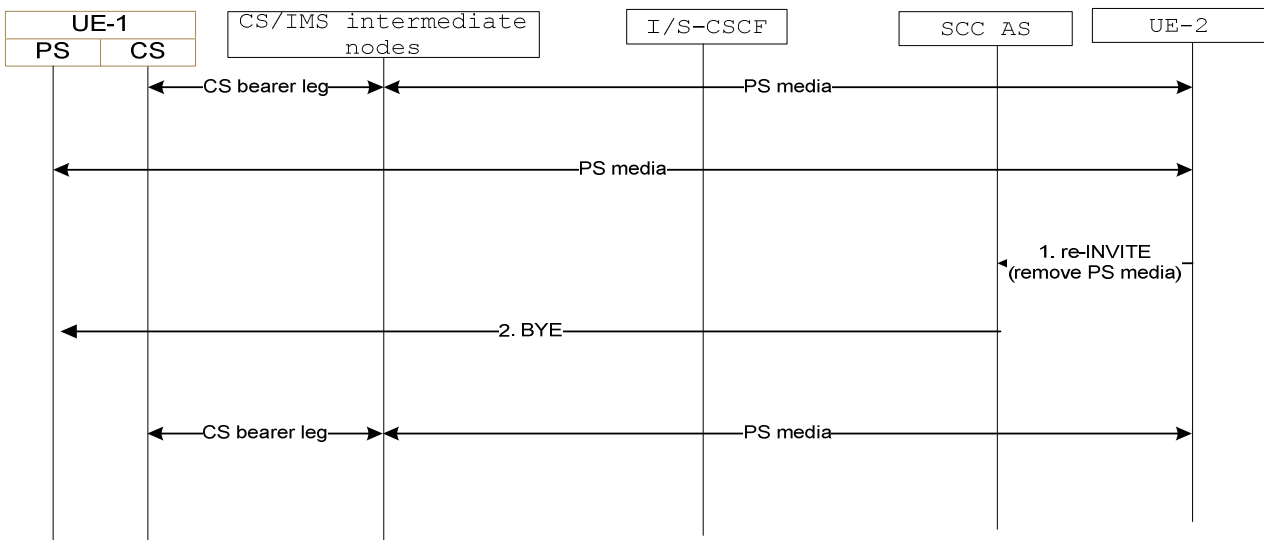 UE-1
PS
CS
CS/IMS intermediate
nodes
I/S-CSCF
SCC AS
UE-2
CS bearer leg
PS media
PS media
1. re-INVITE
(remove PS media)
2. BYE
CS bearer leg
PS media